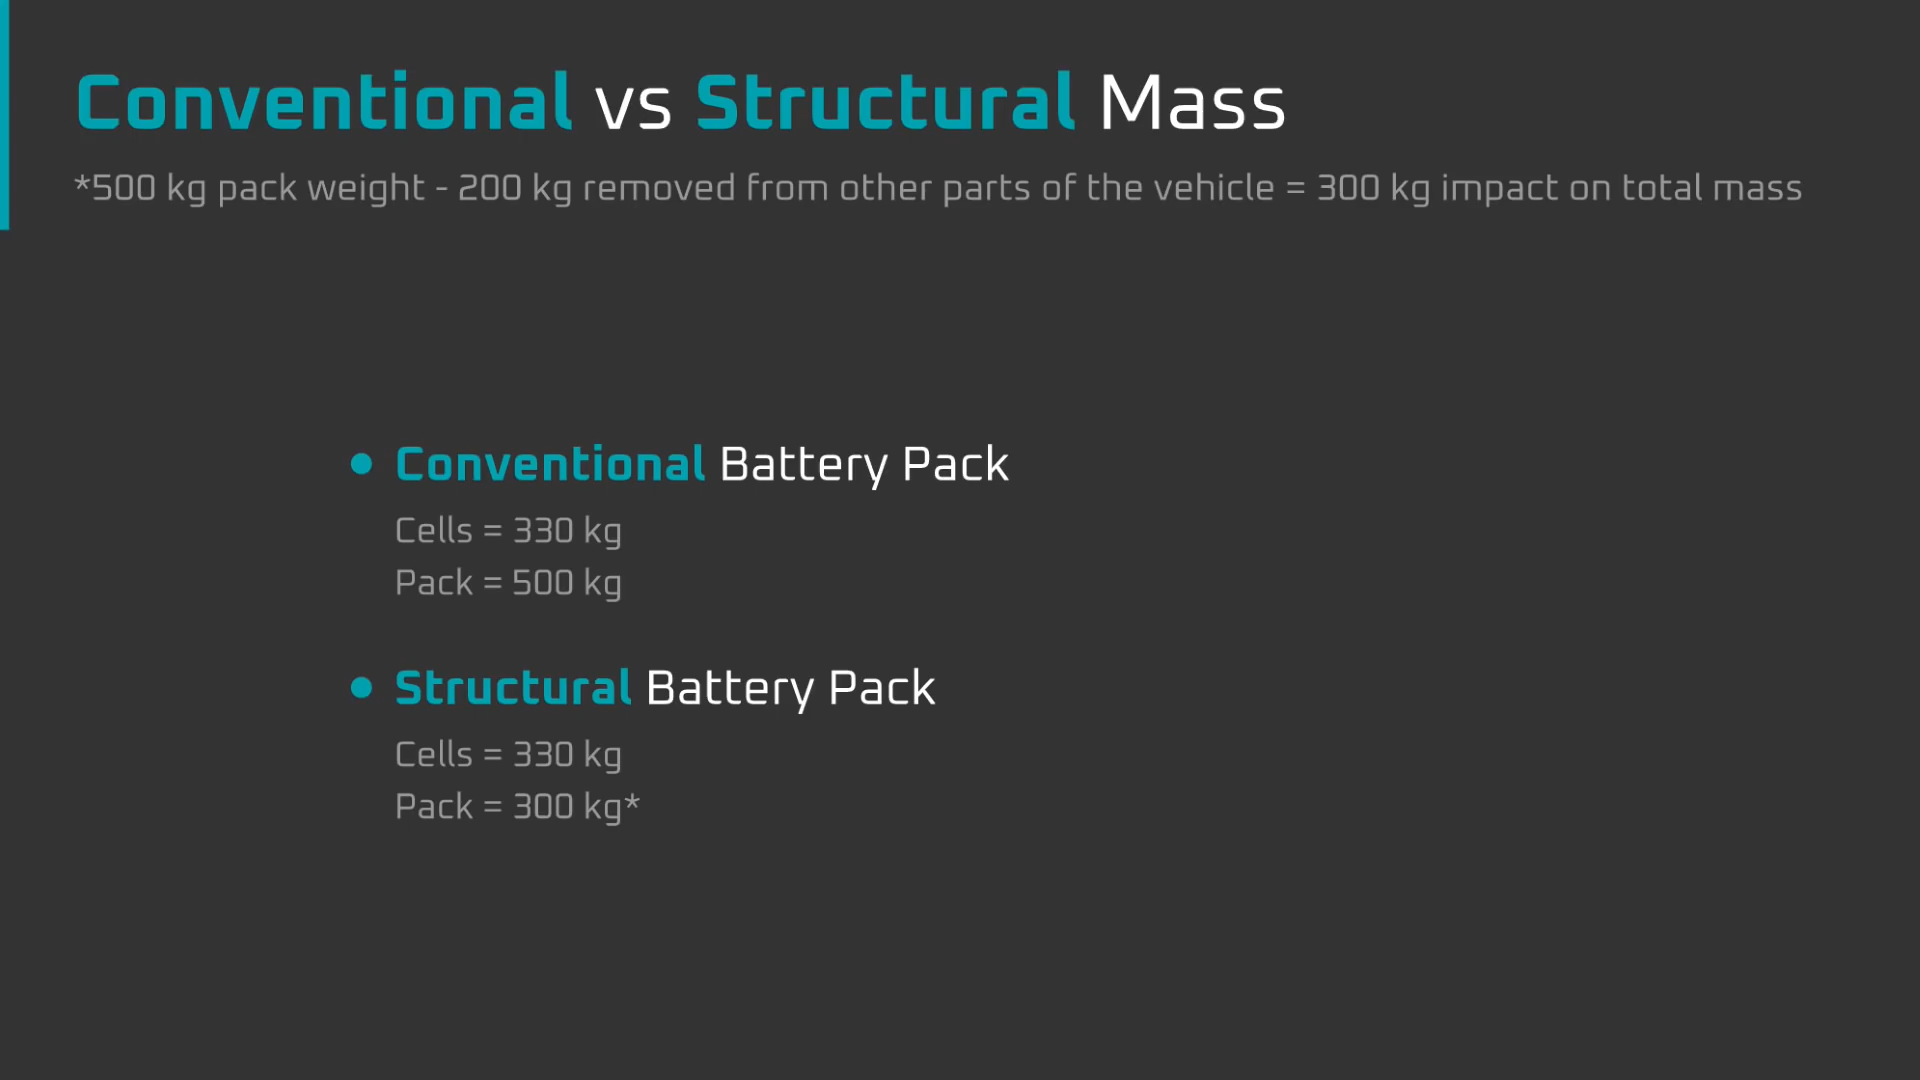 Conventional vs Structural Mass
*500 kg pack weight - 200 kg removed from other parts of the vehicle = 300 kg impact on total mass
• Conventional Battery Pack
Cells = 330 kg
Pack = 500 kg
• Structural Battery Pack
Cells = 330 kg
Pack = 300 kg*